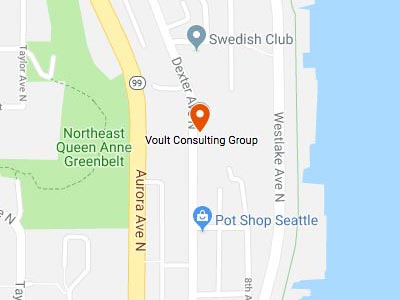 Taylor Ave N
Swedish Club
99
Dexter Ave N
Northeast
Queen Anne
Greenbelt
Voult Consulting Group
Westlake Ave N
Aurora Ave N
Pot Shop Seattle
8th A
Ta